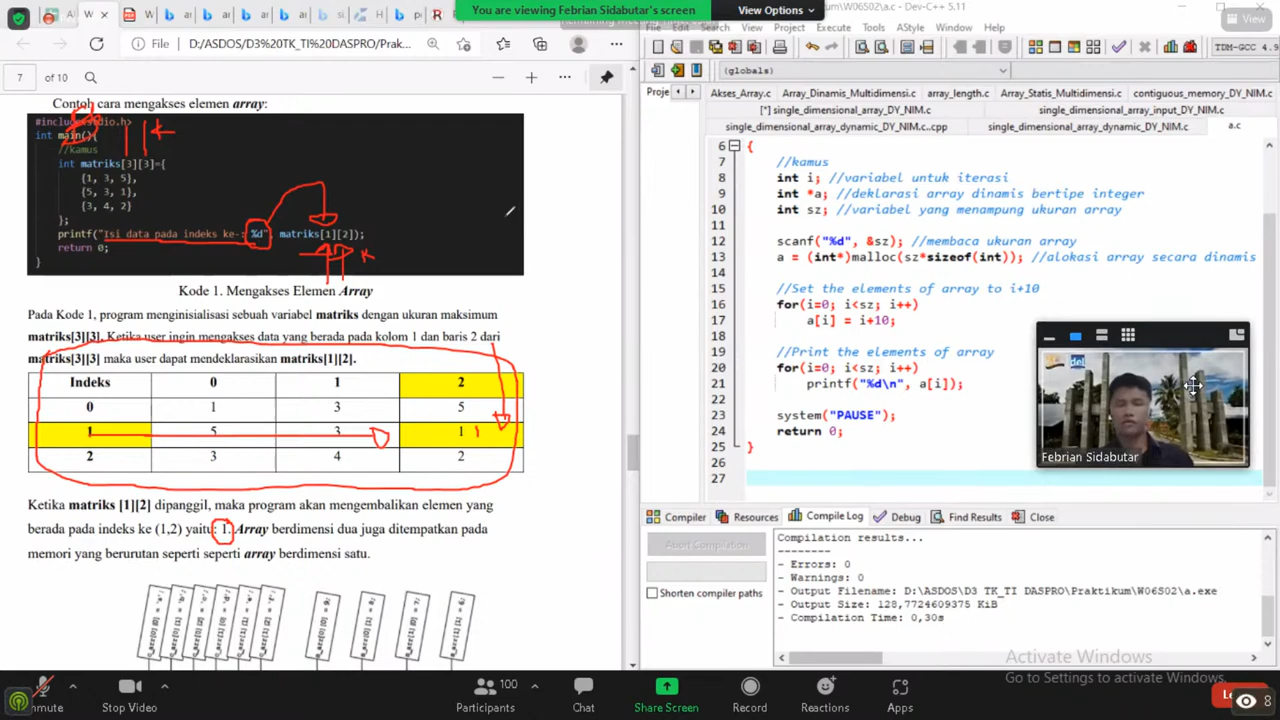 You are viewing Febrian Sidabutar's screen
View Options
File
D:/ASDOS/D3%20TK_TI%20DASPRO/Prak...
7 of 10
Contoh cara mengakses elemen array:
int main(){
//kamus
int matriks[3][3]={
{1, 3, 5},
{5, 3, 1},
{3, 4, 2}
};
printf("Isi data pada indeks ke-: %d", matriks[1][2]);
return 0;
}
Kode 1. Mengakses Elemen Array
Pada Kode 1, program menginisialisasi sebuah variabel matriks dengan ukuran maksimum
matriks[3][3]. Ketika user ingin mengakses data yang berada pada kolom 1 dan baris 2 dari
matriks[3][3] maka user dapat mendeklarasikan matriks[1][2].
Indeks 0 1 2
0 1 3 5
1 5 3 1
2 3 4 2
Ketika matriks [1][2] dipanggil, maka program akan mengembalikan elemen yang
berada pada indeks ke (1,2) yaitu: 1. Array berdimensi dua juga ditempatkan pada
memori yang berurutan seperti seperti array berdimensi satu.
W06S02\a.c - Dev-C++ 5.11
File Edit Search View Project Execute Tools AStyle Window Help
View
TDM-GCC 4.9
(globals)
Proje
Akses_Array.c Array_Dinamis_Multidimensi.c array_length.c Array_Statis_Multidimensi.c contiguous_memory_DY_NIM.c
[*] single_dimensional_array_DY_NIM.c single_dimensional_array_input_DY_NIM.c
single_dimensional_array_dynamic_DY_NIM.c.cpp single_dimensional_array_dynamic_DY_NIM.c a.c
6 {
7 //kamus
8 int i; //variabel untuk iterasi
9 int *a; //deklarasi array dinamis bertipe integer
10 int sz; //variabel yang menampung ukuran array
11
12 scanf("%d", &sz); //membaca ukuran array
13 a = (int*)malloc(sz*sizeof(int)); //alokasi array secara dinamis
14
15 //Set the elements of array to i+10
16 for(i=0; i<sz; i++)
17 a[i] = i+10;
18
19 //Print the elements of array
20 for(i=0; i<sz; i++)
21 printf("%d\n", a[i]);
22
23 system("PAUSE");
24 return 0;
25 }
26
27
del
Febrian Sidabutar
Compiler Resources Compile Log Debug Find Results Close
Abort Compilation
Shorten compiler paths
Compilation results...
--------
- Errors: 0
- Warnings: 0
- Output Filename: D:\ASDOS\D3 TK_TI DASPRO\Praktikum\W06S02\a.exe
- Output Size: 128,7724609375 KiB
- Compilation Time: 0,30s
Activate Windows
Go to Settings to activate Windows.
Stop Video
Participants 100
Chat
Share Screen
Record
Reactions
Apps
8